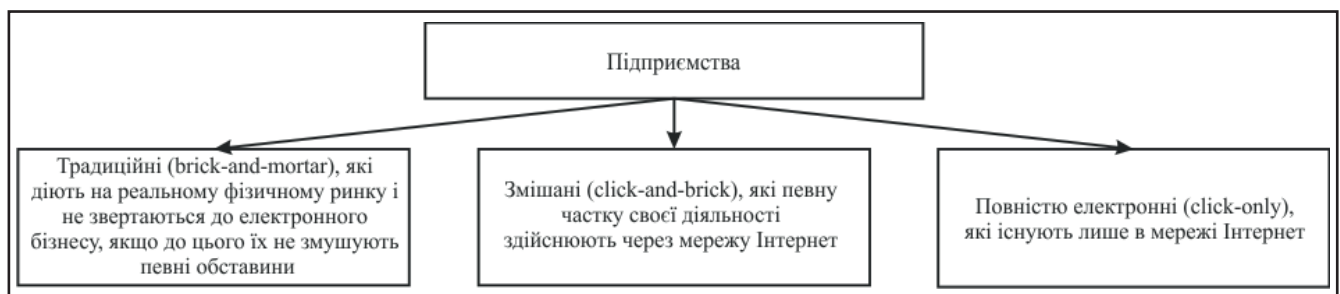 Підприємства
Традиційні (brick-and-mortar), які
діють на реальному фізичному ринку і
не звертаються до електронного
бізнесу, якщо до цього їх не змушують
певні обставини
Змішані (click-and-brick), які певну
частку своєї діяльності
здійснюють через мережу Інтернет
Повністю електронні (click-only),
які існують лише в мережі Інтернет